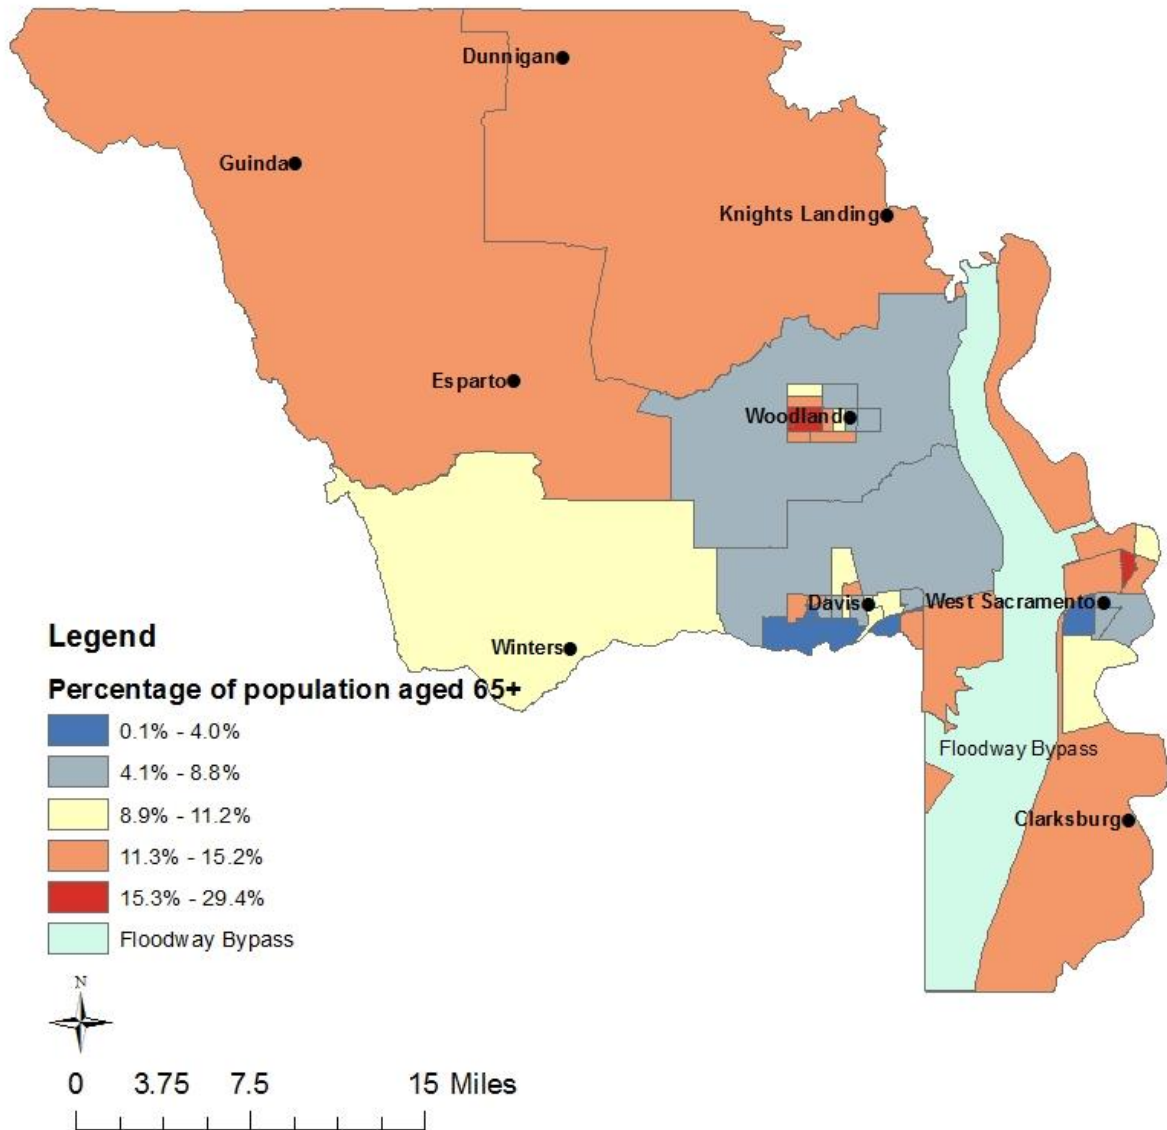 Dunnigan
Guinda
Knights Landing
Esparto
Woodland
Davis
West Sacramento
Winters
Floodway Bypass
Clarksburg
Legend
Percentage of population aged 65+
0.1% - 4.0%
4.1% - 8.8%
8.9% - 11.2%
11.3% - 15.2%
15.3% - 29.4%
Floodway Bypass
N
0 3.75 7.5 15 Miles